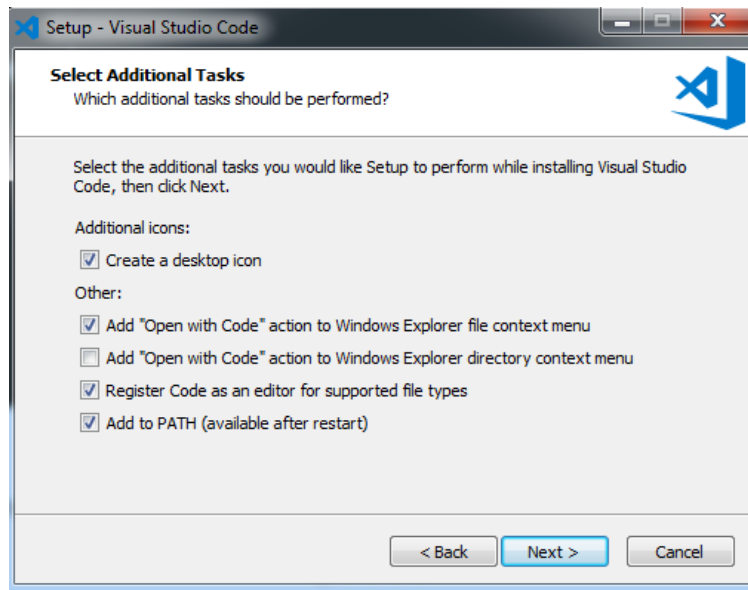 Setup - Visual Studio Code
Select Additional Tasks
Which additional tasks should be performed?
Select the additional tasks you would like Setup to perform while installing Visual Studio
Code, then click Next.
Additional icons:
Create a desktop icon
Other:
Add "Open with Code" action to Windows Explorer file context menu
Add "Open with Code" action to Windows Explorer directory context menu
Register Code as an editor for supported file types
Add to PATH (available after restart)
< Back
Next >
Cancel